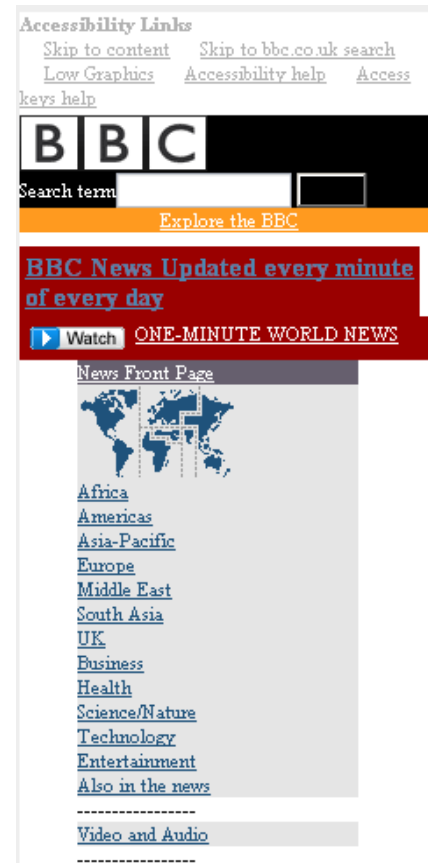 Accessibility Links
Skip to content Skip to bbc.co.uk search
Low Graphics Accessibility help Access
keys help
BBC
Search term
Explore the BBC
BBC News Updated every minute
of every day
Watch ONE-MINUTE WORLD NEWS
News Front Page
Africa
Americas
Asia-Pacific
Europe
Middle East
South Asia
UK
Business
Health
Science/Nature
Technology
Entertainment
Also in the news
-----------------
Video and Audio
-----------------